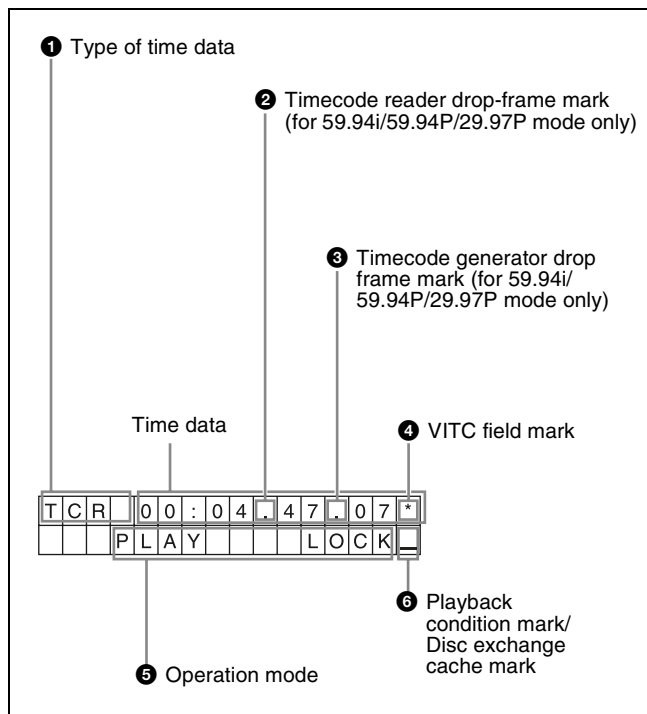 ❶ Type of time data
❷ Timecode reader drop-frame mark
(for 59.94i/59.94P/29.97P mode only)
❸ Timecode generator drop
frame mark (for 59.94i/
59.94P/29.97P mode only)
Time data
❹ VITC field mark
TCR 00:04.47.07*
PLAY LOCK_
❻ Playback
condition mark/
Disc exchange
cache mark
❺ Operation mode